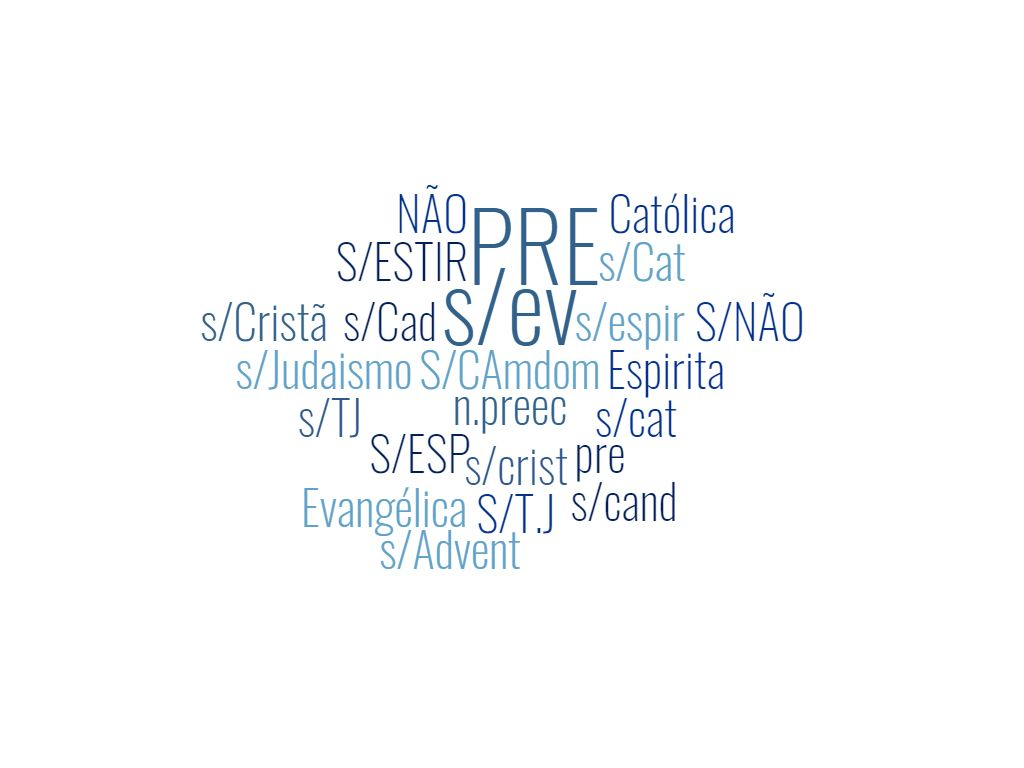 NÃO PRE Católica
S/ESTIR s/Cat
s/Cristã s/Cad s/ev s/espir S/NÃO
s/Judaismo S/CAmdom Espirita
s/TJ n.preec s/cat
S/ESP s/crist pre
Evangélica S/T.J s/cand
s/Advent